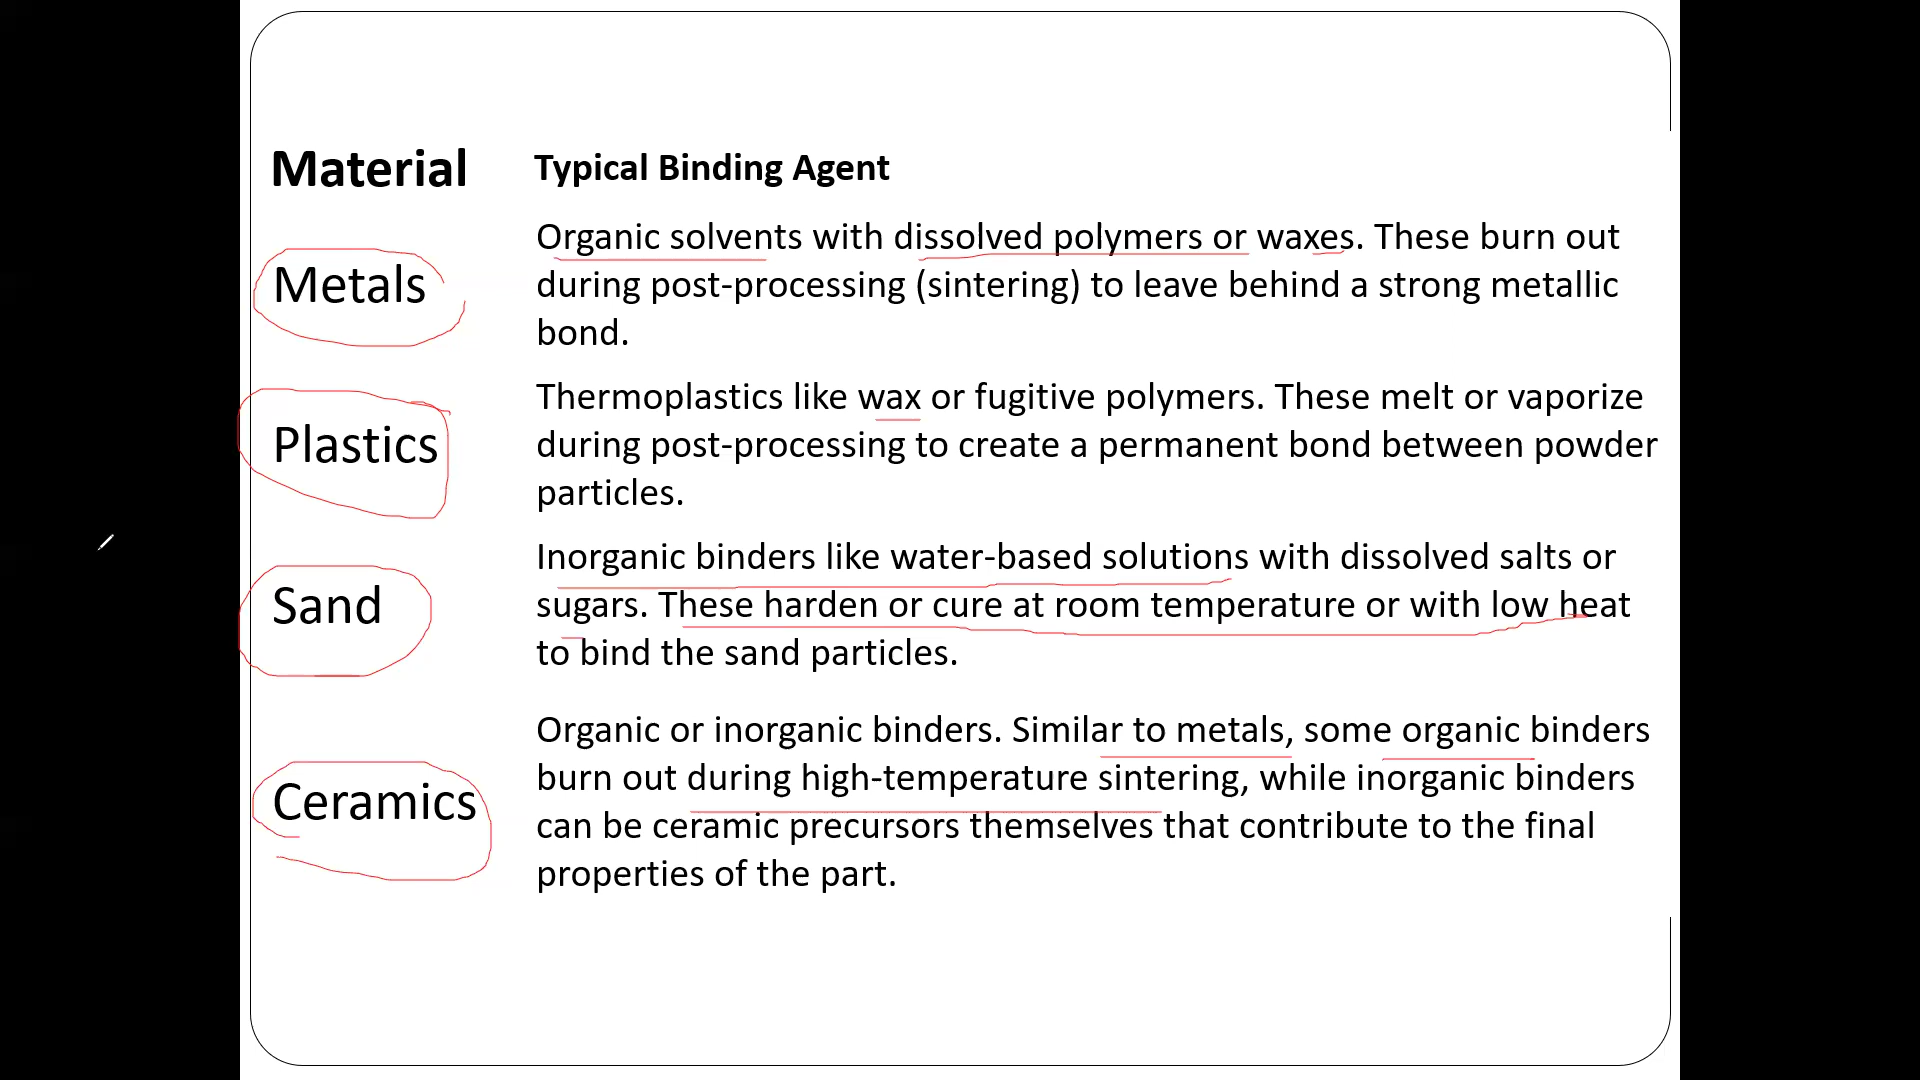 Material
Typical Binding Agent
Metals
Organic solvents with dissolved polymers or waxes. These burn out
during post-processing (sintering) to leave behind a strong metallic
bond.
Plastics
Thermoplastics like wax or fugitive polymers. These melt or vaporize
during post-processing to create a permanent bond between powder
particles.
Sand
Inorganic binders like water-based solutions with dissolved salts or
sugars. These harden or cure at room temperature or with low heat
to bind the sand particles.
Ceramics
Organic or inorganic binders. Similar to metals, some organic binders
burn out during high-temperature sintering, while inorganic binders
can be ceramic precursors themselves that contribute to the final
properties of the part.